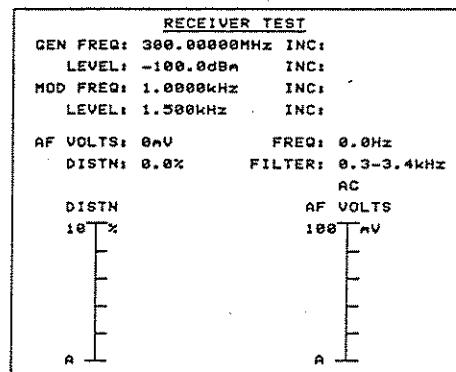 RECEIVER TEST
GEN FREQ: 300.00000MHz INC:
LEVEL: -100.0dBm INC:
MOD FREQ: 1.0000kHz INC:
LEVEL: 1.500kHz INC:
AF VOLTS: 0mV FREQ: 0.0Hz
DISTN: 0.0% FILTER: 0.3-3.4kHz
AC
DISTN AF VOLTS
10 % 100 mV
A A